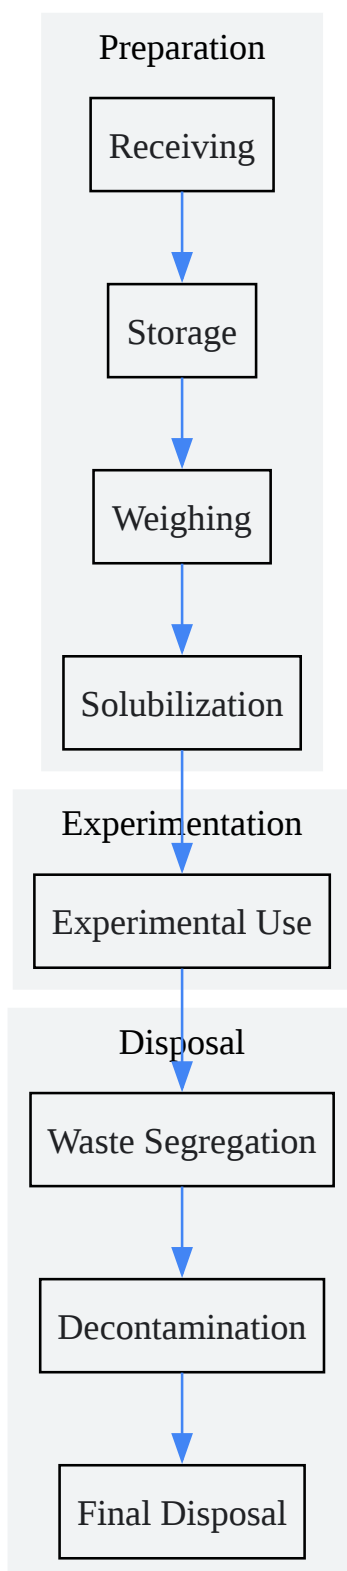 Preparation
Receiving
Storage
Weighing
Solubilization
Experimentation
Experimental Use
Disposal
Waste Segregation
Decontamination
Final Disposal